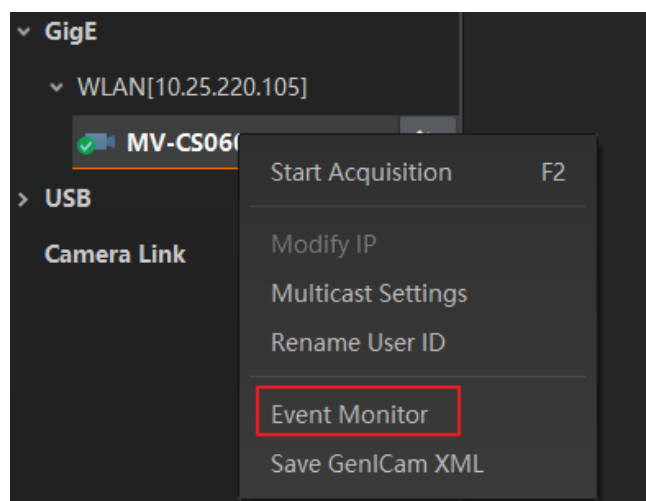 GigE
WLAN[10.25.220.105]
MV-CS06
Start Acquisition F2
USB
Modify IP
Camera Link
Multicast Settings
Rename User ID
Event Monitor
Save GenICam XML